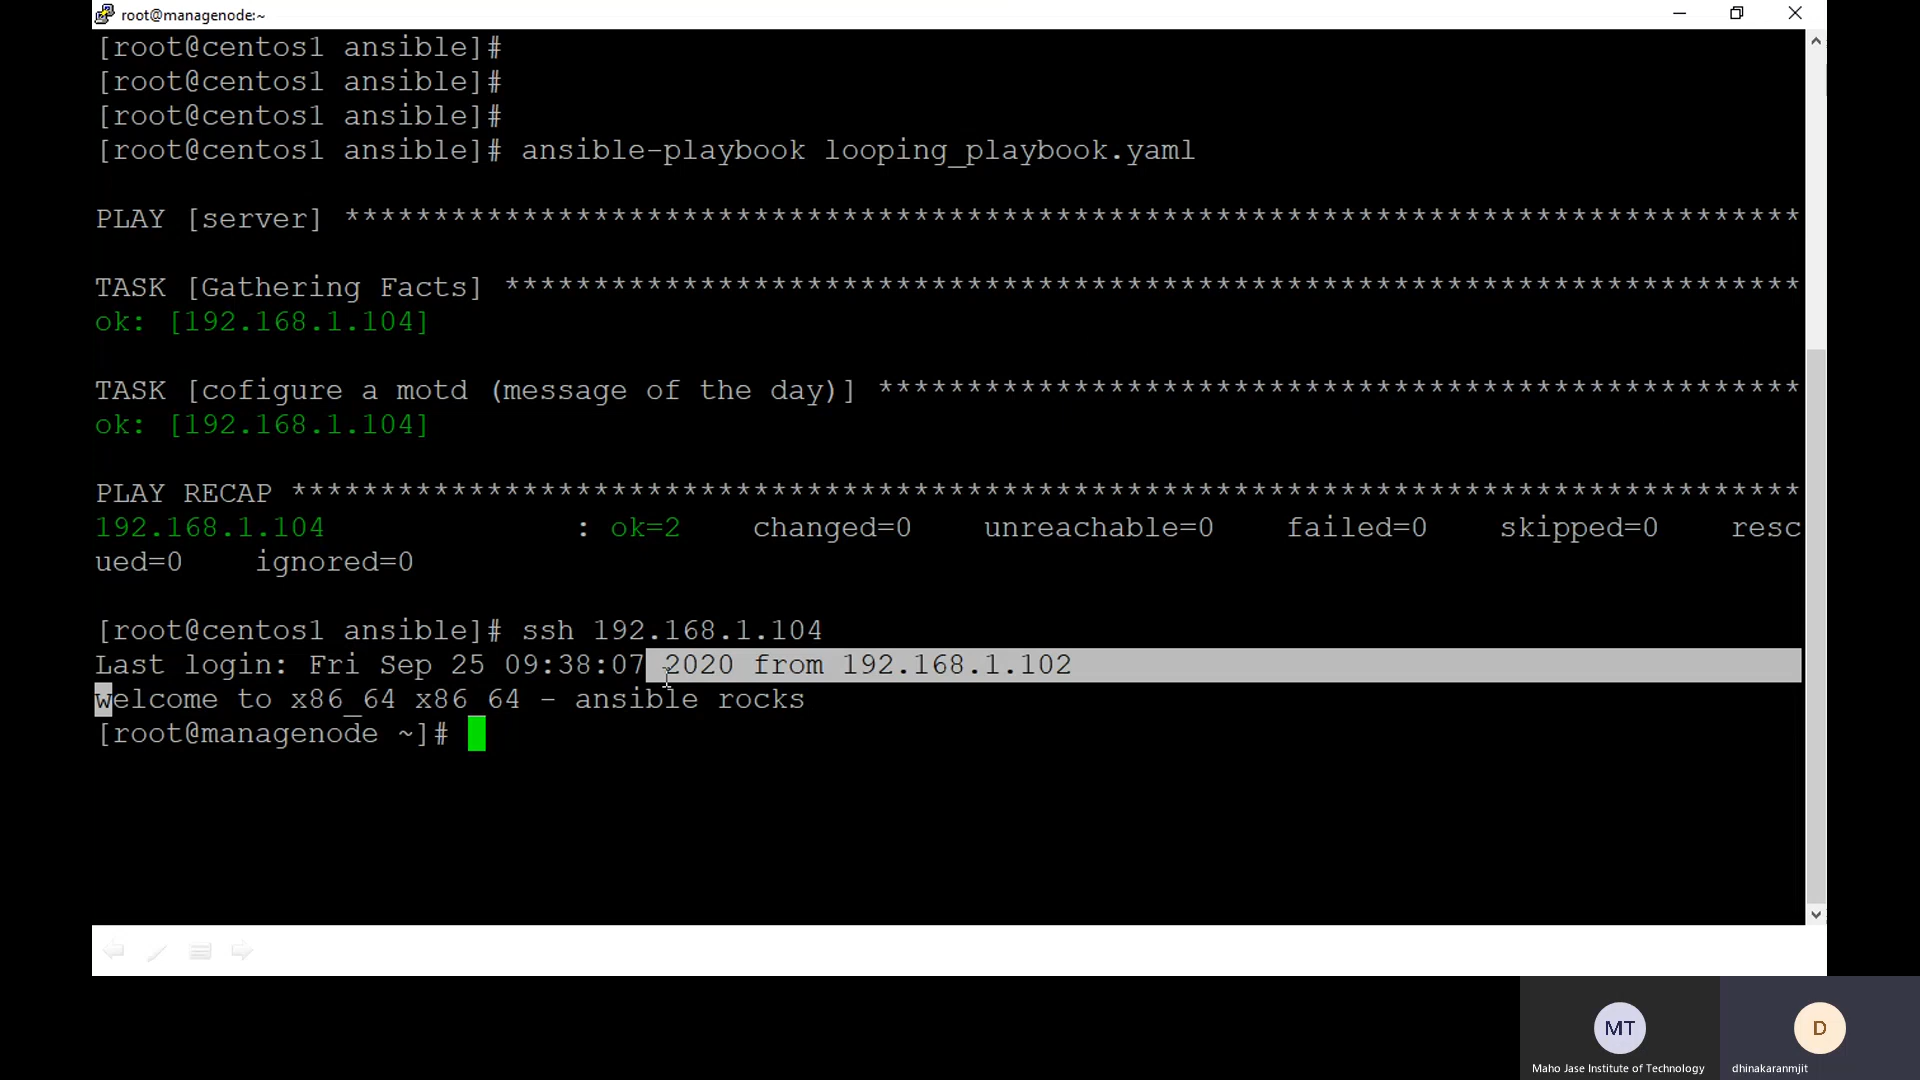 root@managenode:~
[root@centos1 ansible]#
[root@centos1 ansible]#
[root@centos1 ansible]#
[root@centos1 ansible]# ansible-playbook looping_playbook.yaml
PLAY [server] **********************************************************************************
TASK [Gathering Facts] *************************************************************************
ok: [192.168.1.104]
TASK [cofigure a motd (message of the day)] ****************************************************
ok: [192.168.1.104]
PLAY RECAP *************************************************************************************
192.168.1.104 : ok=2 changed=0 unreachable=0 failed=0 skipped=0 resc
ued=0 ignored=0
[root@centos1 ansible]# ssh 192.168.1.104
Last login: Fri Sep 25 09:38:07 2020 from 192.168.1.102
welcome to x86_64 x86_64 - ansible rocks
[root@managenode ~]#
MT
D
Maho Jase Institute of Technology
dhinakaranmjit